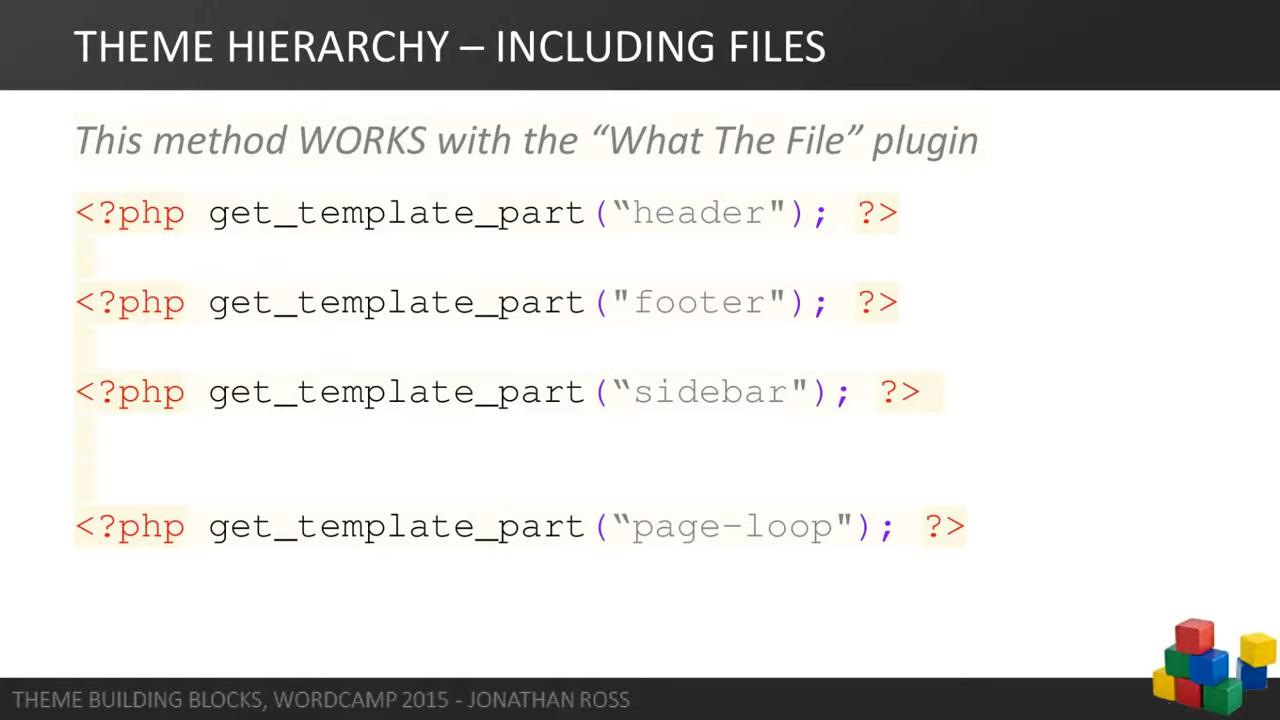 THEME HIERARCHY – INCLUDING FILES
This method WORKS with the “What The File” plugin
<?php get_template_part(“header"); ?>
<?php get_template_part("footer"); ?>
<?php get_template_part(“sidebar"); ?>
<?php get_template_part(“page-loop"); ?>
THEME BUILDING BLOCKS, WORDCAMP 2015 - JONATHAN ROSS